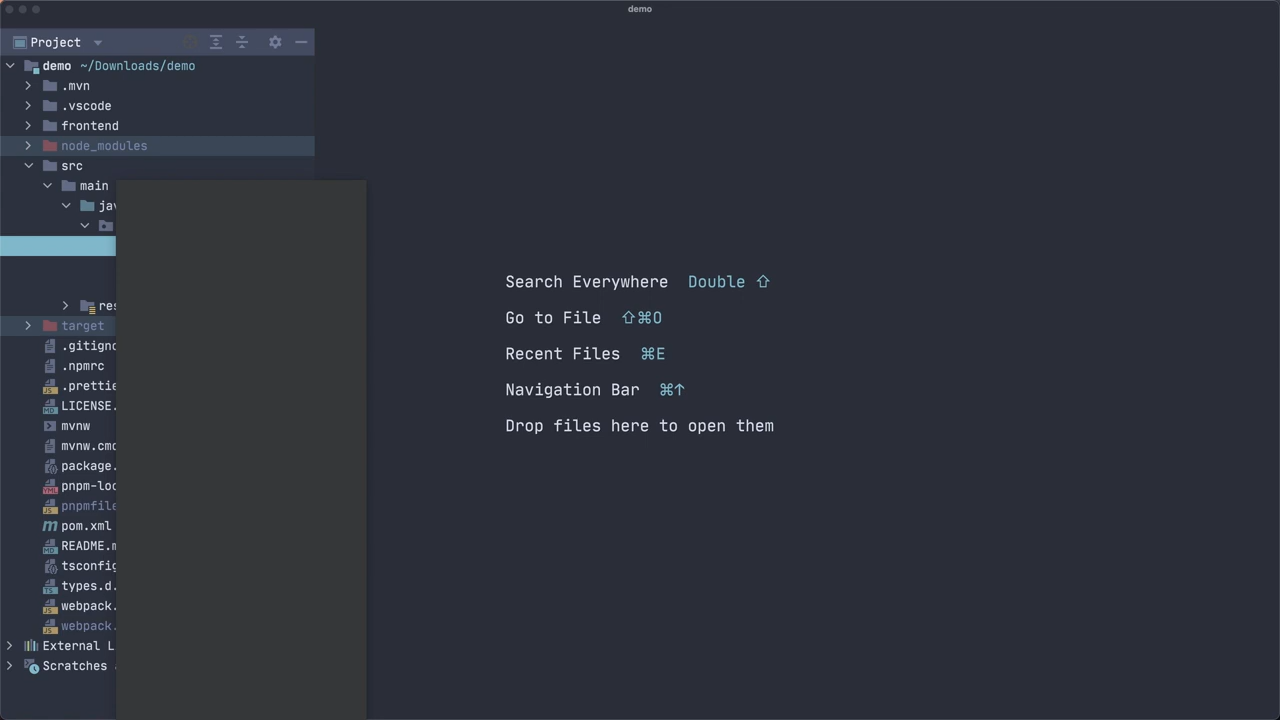 demo
Project
demo ~/Downloads/demo
.mvn
.vscode
frontend
node_modules
src
main
jav
res
target
.gitigno
.npmrc
.prettie
LICENSE.
mvnw
mvnw.cmd
package.
pnpm-loc
pnpmfile
pom.xml
README.m
tsconfig
types.d.
webpack.
webpack.
External L
Scratches
Search Everywhere Double ⇧
Go to File ⇧⌘O
Recent Files ⌘E
Navigation Bar ⌘↑
Drop files here to open them